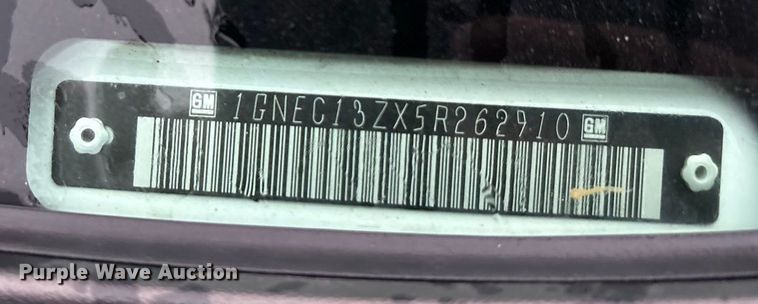 GM 1GNEC13ZX5R262910 GM
Purple Wave Auction